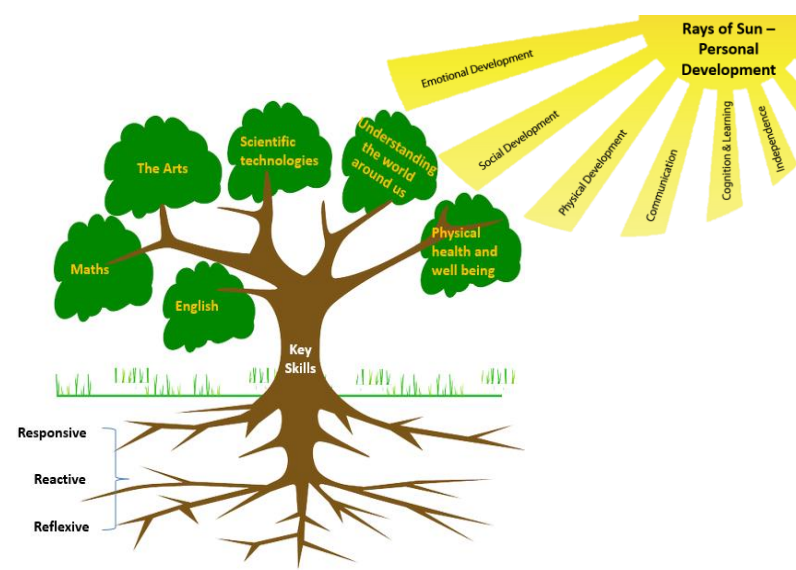 Rays of Sun –
Personal
Development
Emotional Development
Social Development
Physical Development
Communication
Cognition & Learning
Independence
The Arts
Scientific
technologies
Understanding
the world
around us
Physical
health and
well being
Maths
English
Key
Skills
Responsive
Reactive
Reflexive